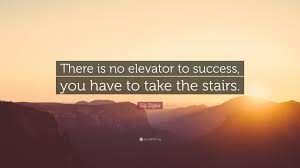 There is no elevator to success,
you have to take the stairs.
Zig Ziglar